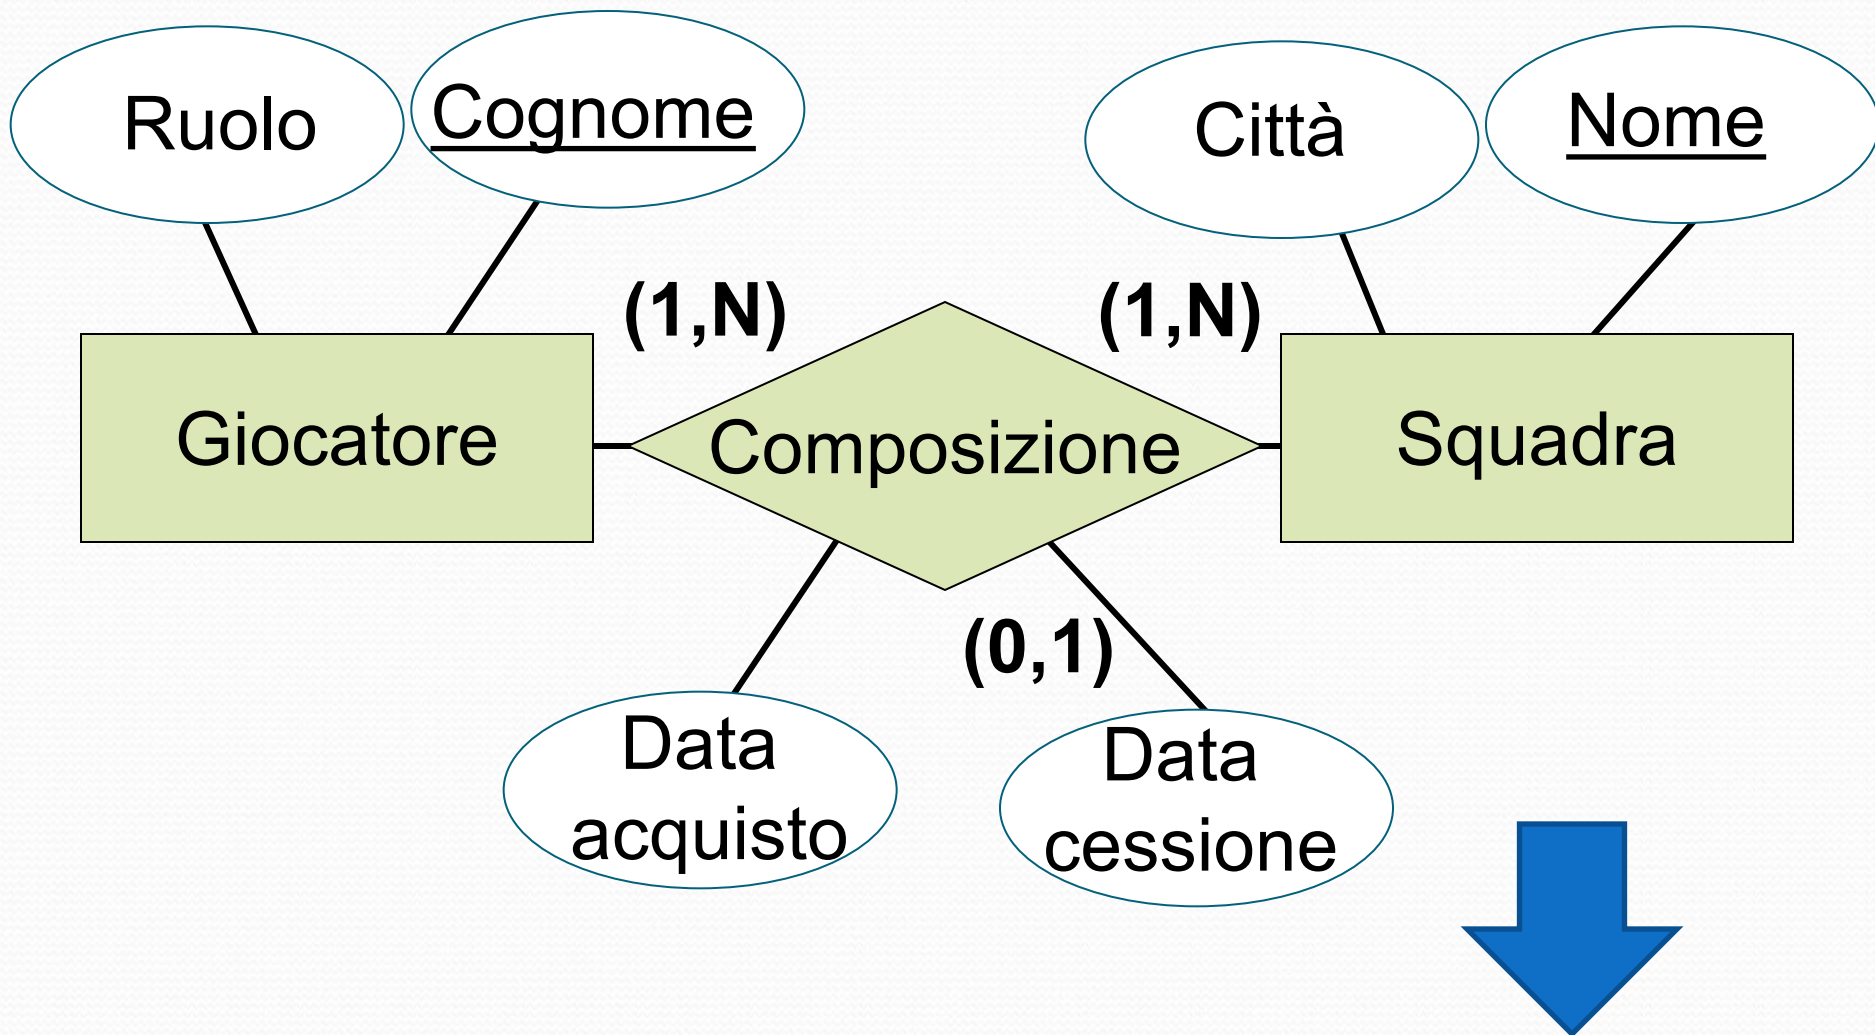 Ruolo
Cognome
Città
Nome
(1,N)
(1,N)
Giocatore
Composizione
Squadra
(0,1)
Data
acquisto
Data
cessione